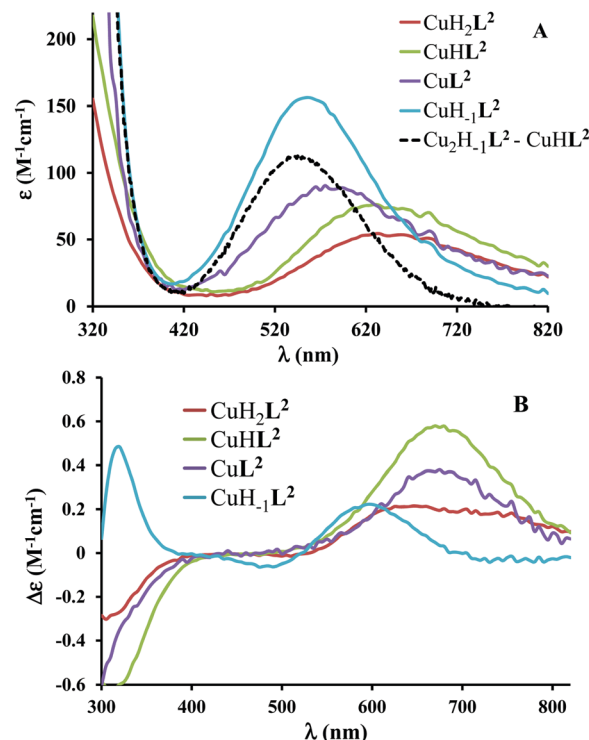 A
CuH₂L²
CuHL²
CuL²
CuH₋₁L²
Cu₂H₋₁L² - CuHL²
ε (M⁻¹cm⁻¹)
200
150
100
50
0
320 420 520 620 720 820
λ (nm)
B
CuH₂L²
CuHL²
CuL²
CuH₋₁L²
Δε (M⁻¹cm⁻¹)
0.8
0.6
0.4
0.2
0
-0.2
-0.4
-0.6
300 400 500 600 700 800
λ (nm)